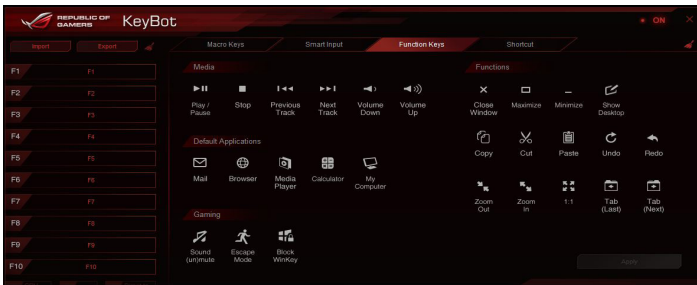 REPUBLIC OF
GAMERS
KeyBot
ON
Import
Export
Macro Keys
Smart Input
Function Keys
Shortcut
F1
F1
F2
F2
F3
F3
F4
F4
F5
F5
F6
F6
F7
F7
F8
F8
F9
F9
F10
F10
Media
Play /
Pause
Stop
Previous
Track
Next
Track
Volume
Down
Volume
Up
Default Applications
Mail
Browser
Media
Player
Calculator
My
Computer
Gaming
Sound
(un)mute
Escape
Mode
Block
WinKey
Functions
Close
Window
Maximize
Minimize
Show
Desktop
Copy
Cut
Paste
Undo
Redo
Zoom
Out
Zoom
In
1:1
Tab
(Last)
Tab
(Next)
Apply